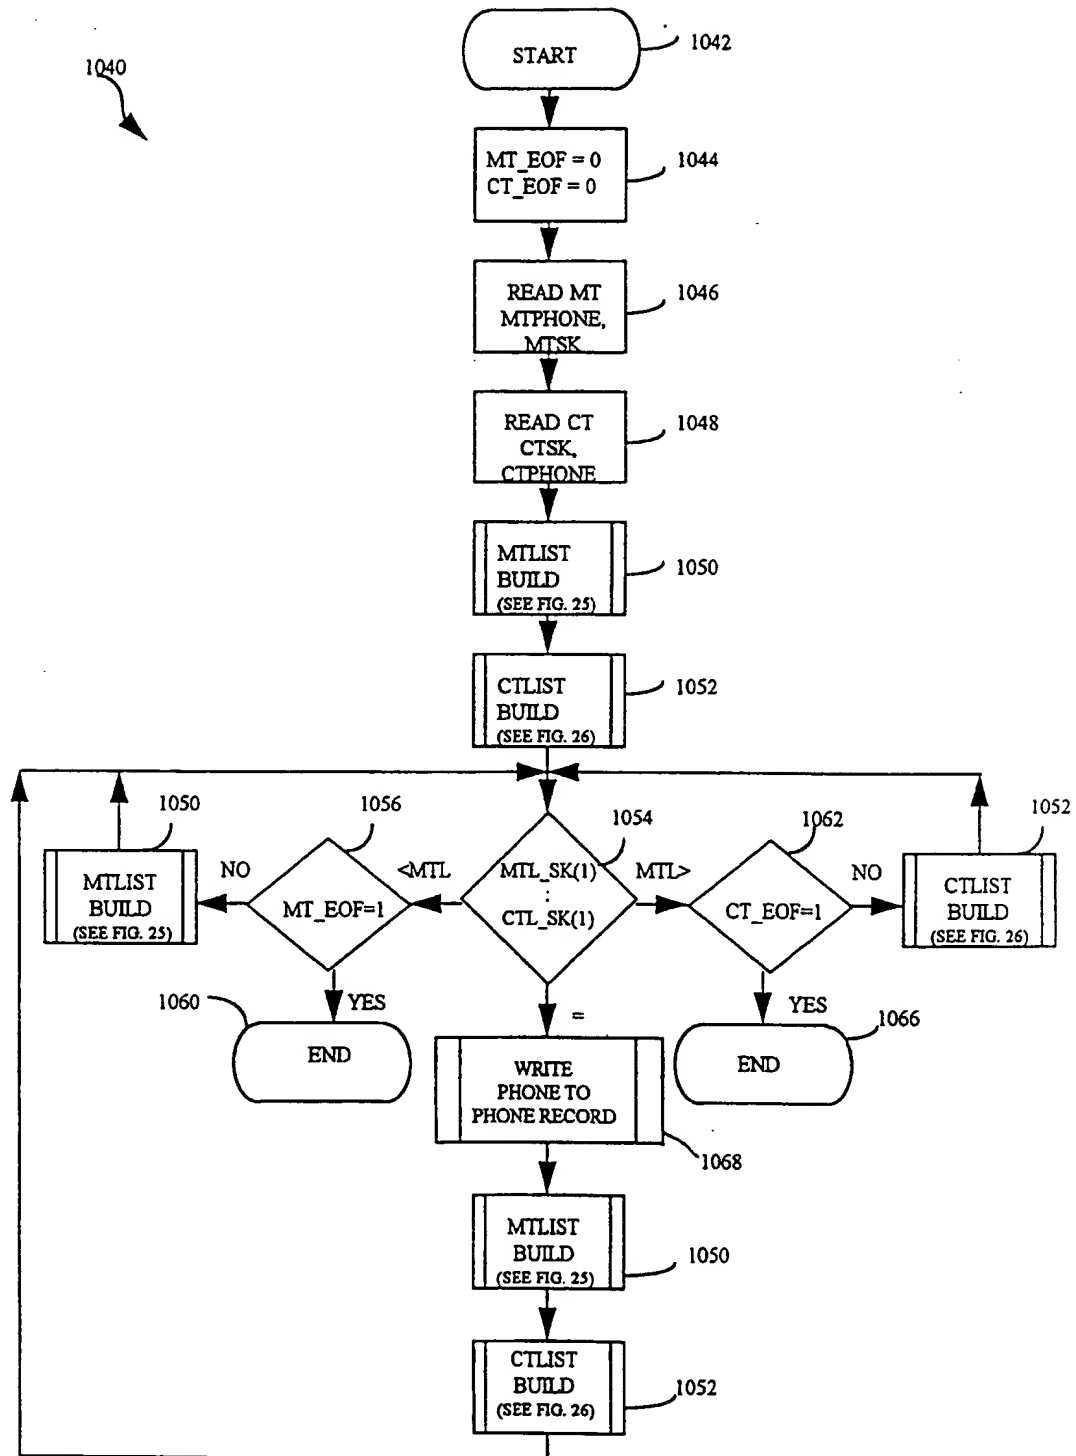 START
1042
1040
MT_EOF = 0
CT_EOF = 0
1044
READ MT
MTPHONE,
MTSK
1046
READ CT
CTSK,
CTPHONE
1048
MTLIST
BUILD
(SEE FIG. 25)
1050
CTLIST
BUILD
(SEE FIG. 26)
1052
1050
MTLIST
BUILD
(SEE FIG. 25)
NO
1056
MT_EOF=1
<MTL
1054
MTL_SK(1)
:
CTL_SK(1)
MTL>
1062
CT_EOF=1
NO
1052
CTLIST
BUILD
(SEE FIG. 26)
1060
YES
END
=
YES
1066
END
WRITE
PHONE TO
PHONE RECORD
1068
MTLIST
BUILD
(SEE FIG. 25)
1050
CTLIST
BUILD
(SEE FIG. 26)
1052